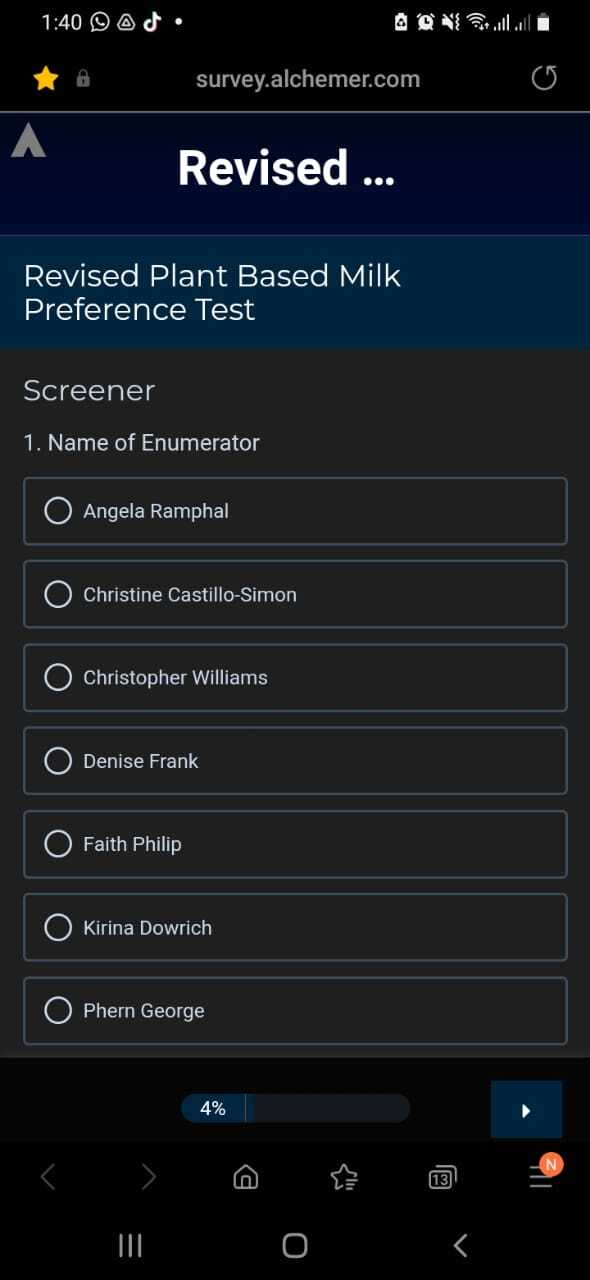 1:40
survey.alchemer.com
Revised ...
Revised Plant Based Milk
Preference Test
Screener
1. Name of Enumerator
Angela Ramphal
Christine Castillo-Simon
Christopher Williams
Denise Frank
Faith Philip
Kirina Dowrich
Phern George
4%
13
N